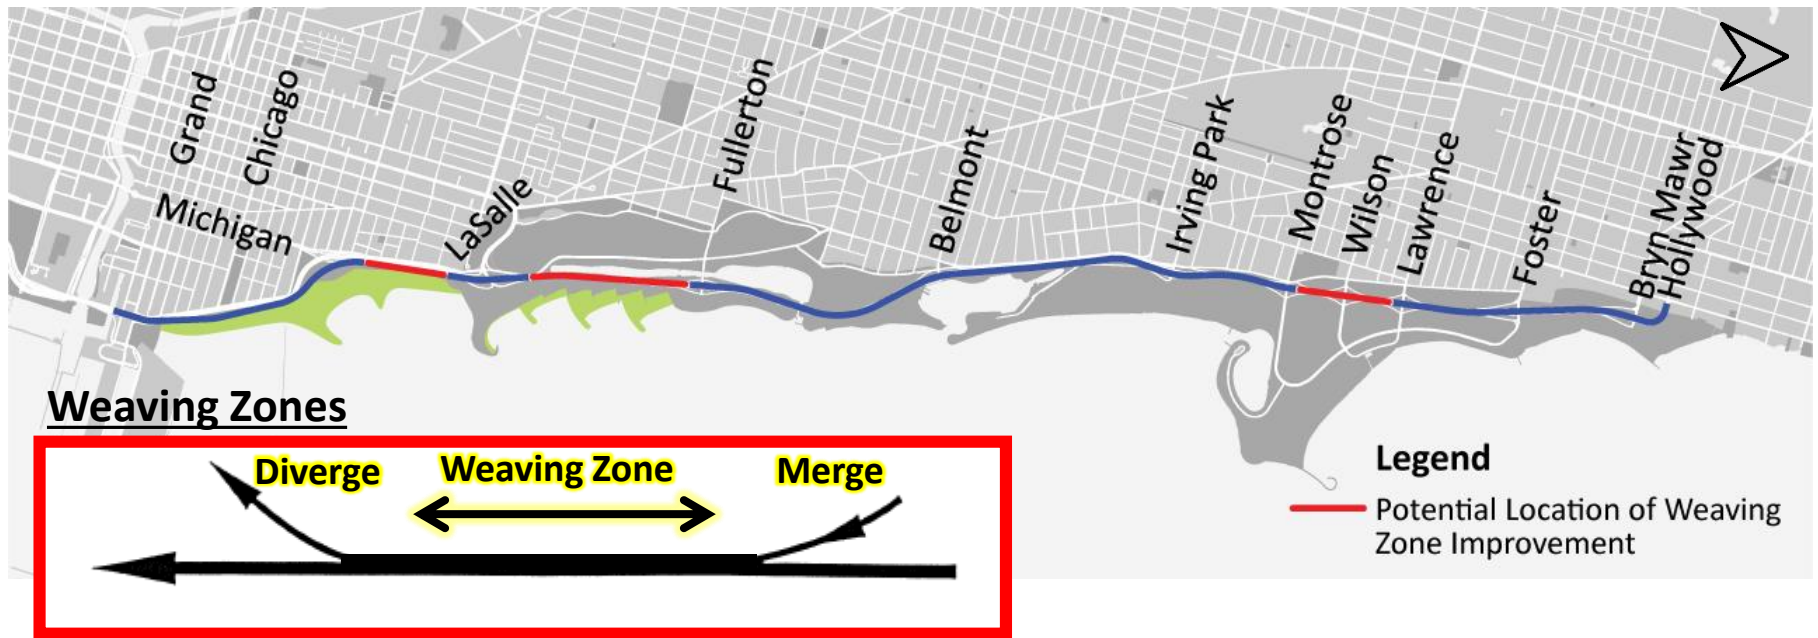 Grand
Chicago
Michigan
LaSalle
Fullerton
Belmont
Irving Park
Montrose
Wilson
Lawrence
Foster
Bryn Mawr
Hollywood
Weaving Zones
Diverge
Weaving Zone
Merge
Legend
Potential Location of Weaving
Zone Improvement